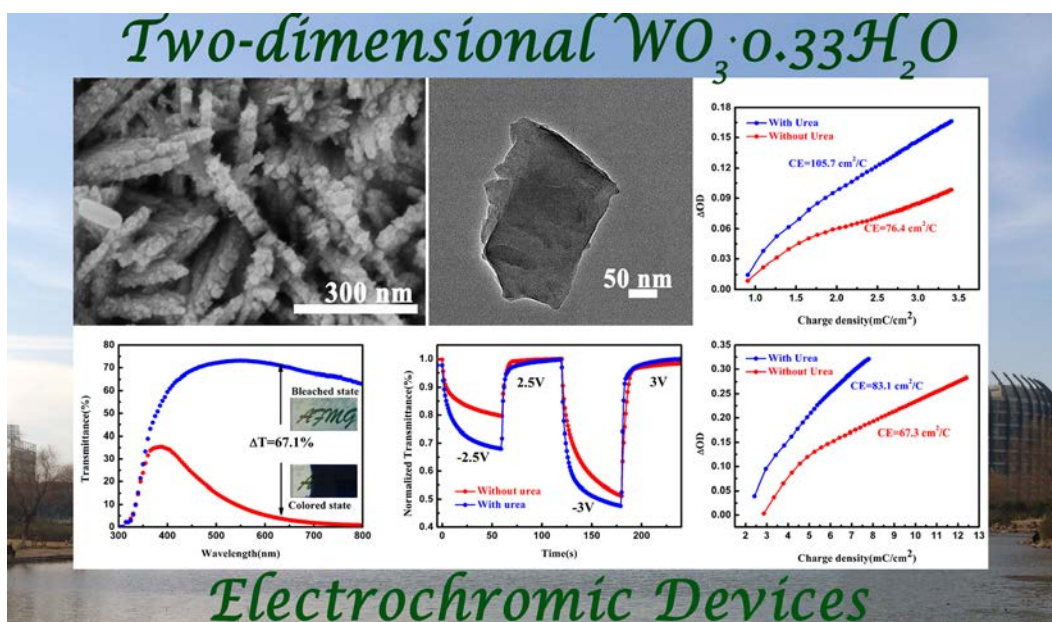 Two-dimensional WO₃·0.33H₂O
300 nm
50 nm
0.18
0.15
0.12
0.09
0.06
0.03
0.00
ΔOD
With Urea
Without Urea
CE=105.7 cm²/C
CE=76.4 cm²/C
1.0 1.5 2.0 2.5 3.0 3.5
Charge density(mC/cm²)
80
70
60
50
40
30
20
10
0
Transmittance(%)
Bleached state
AFMG
ΔT=67.1%
Colored state
300 400 500 600 700 800
Wavelength(nm)
1.0
0.9
0.8
0.7
0.6
0.5
0.4
Normalized Transmittance(%)
2.5V
3V
-2.5V
-3V
Without urea
With urea
0 50 100 150 200
Time(s)
0.35
0.30
0.25
0.20
0.15
0.10
0.05
0.00
ΔOD
With Urea
Without Urea
CE=83.1 cm²/C
CE=67.3 cm²/C
2 3 4 5 6 7 8 9 10 11 12 13
Charge density(mC/cm²)
Electrochromic Devices